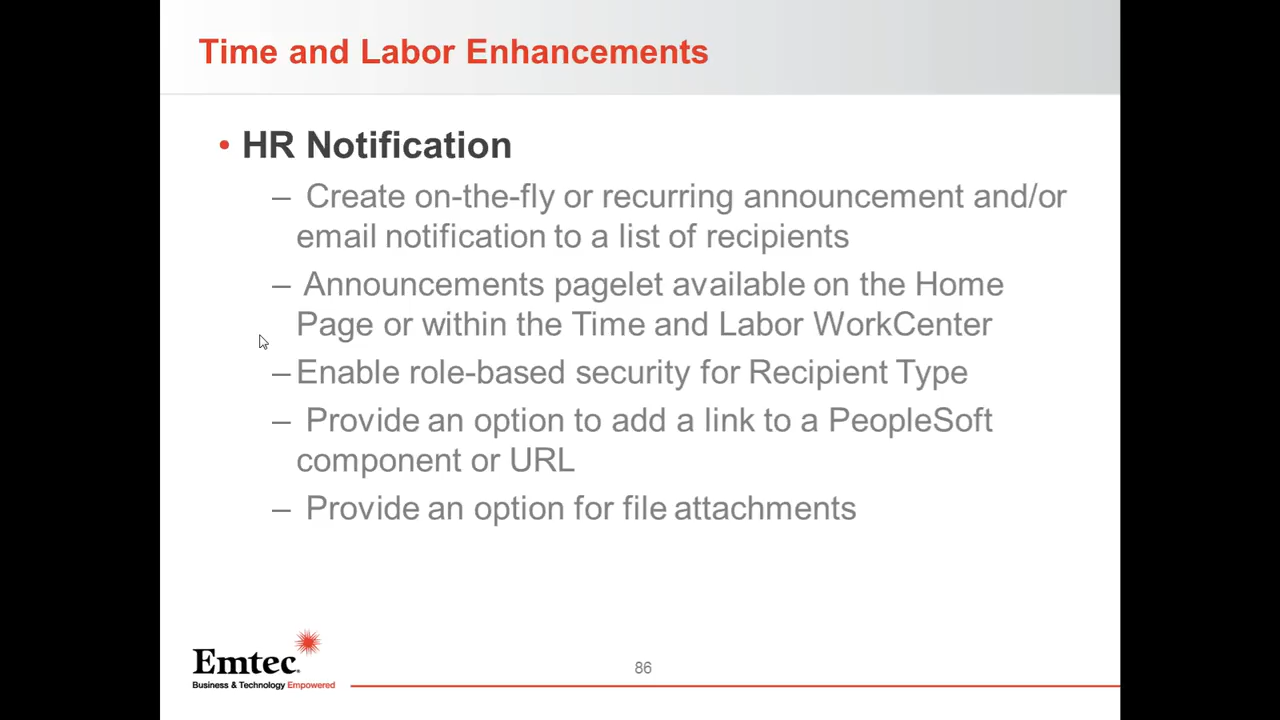 Time and Labor Enhancements
• HR Notification
– Create on-the-fly or recurring announcement and/or
email notification to a list of recipients
– Announcements pagelet available on the Home
Page or within the Time and Labor WorkCenter
– Enable role-based security for Recipient Type
– Provide an option to add a link to a PeopleSoft
component or URL
– Provide an option for file attachments
Emtec
Business & Technology Empowered
86